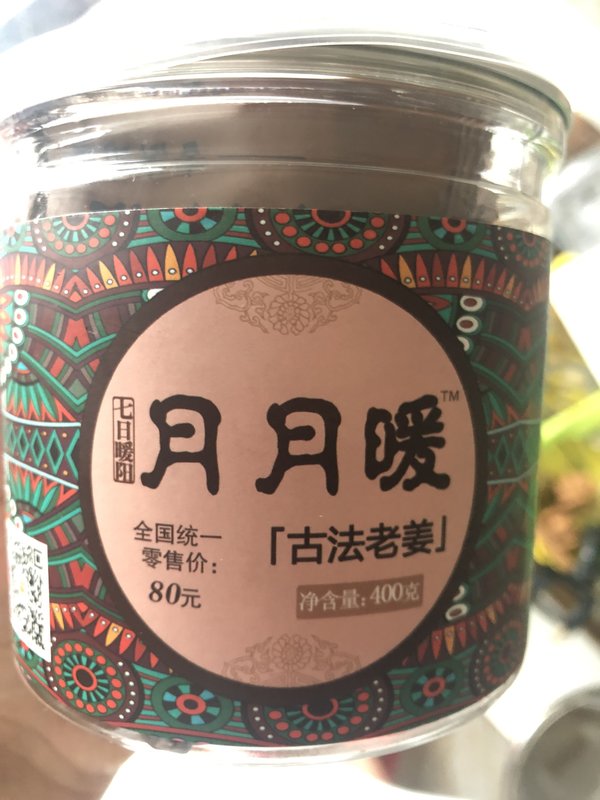 七日暖阳
月月暖™
全国统一
零售价：
80元
「古法老姜」
净含量：400克